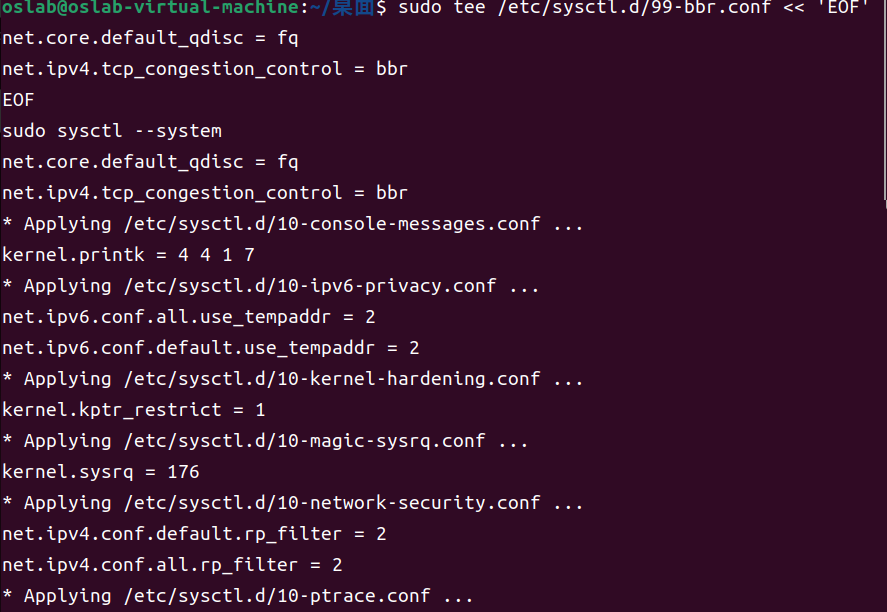 oslab@oslab-virtual-machine:~/桌面$ sudo tee /etc/sysctl.d/99-bbr.conf << 'EOF'
net.core.default_qdisc = fq
net.ipv4.tcp_congestion_control = bbr
EOF
sudo sysctl --system
net.core.default_qdisc = fq
net.ipv4.tcp_congestion_control = bbr
* Applying /etc/sysctl.d/10-console-messages.conf ...
kernel.printk = 4 4 1 7
* Applying /etc/sysctl.d/10-ipv6-privacy.conf ...
net.ipv6.conf.all.use_tempaddr = 2
net.ipv6.conf.default.use_tempaddr = 2
* Applying /etc/sysctl.d/10-kernel-hardening.conf ...
kernel.kptr_restrict = 1
* Applying /etc/sysctl.d/10-magic-sysrq.conf ...
kernel.sysrq = 176
* Applying /etc/sysctl.d/10-network-security.conf ...
net.ipv4.conf.default.rp_filter = 2
net.ipv4.conf.all.rp_filter = 2
* Applying /etc/sysctl.d/10-ptrace.conf ...